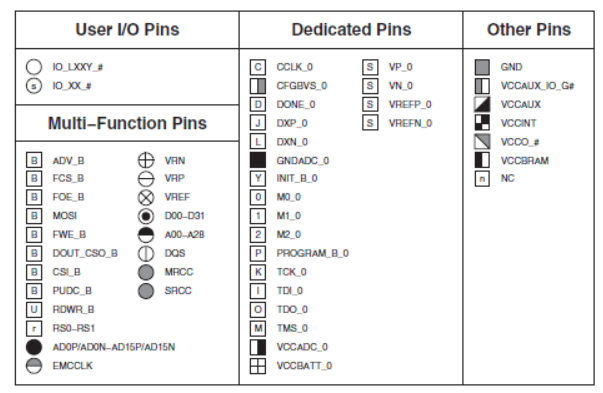 User I/O Pins
IO_LXXY_#
S IO_XX_#
Multi-Function Pins
B ADV_B
B FCS_B
B FOE_B
B MOSI
B FWE_B
B DOUT_CSO_B
B CSI_B
B PUDC_B
U RDWR_B
r RS0-RS1
AD0P/AD0N-AD15P/AD15N
EMCCLK
VRN
VRP
VREF
D00-D31
A00-A28
DQS
MRCC
SRCC
Dedicated Pins
C CCLK_0
CFGBVS_0
D DONE_0
J DXP_0
L DXN_0
GNDADC_0
Y INIT_B_0
0 M0_0
1 M1_0
2 M2_0
P PROGRAM_B_0
K TCK_0
I TDI_0
O TDO_0
M TMS_0
VCCADC_0
VCCBATT_0
S VP_0
S VN_0
S VREFP_0
S VREFN_0
Other Pins
GND
VCCAUX_IO_G#
VCCAUX
VCCINT
VCCO_#
VCCBRAM
n NC